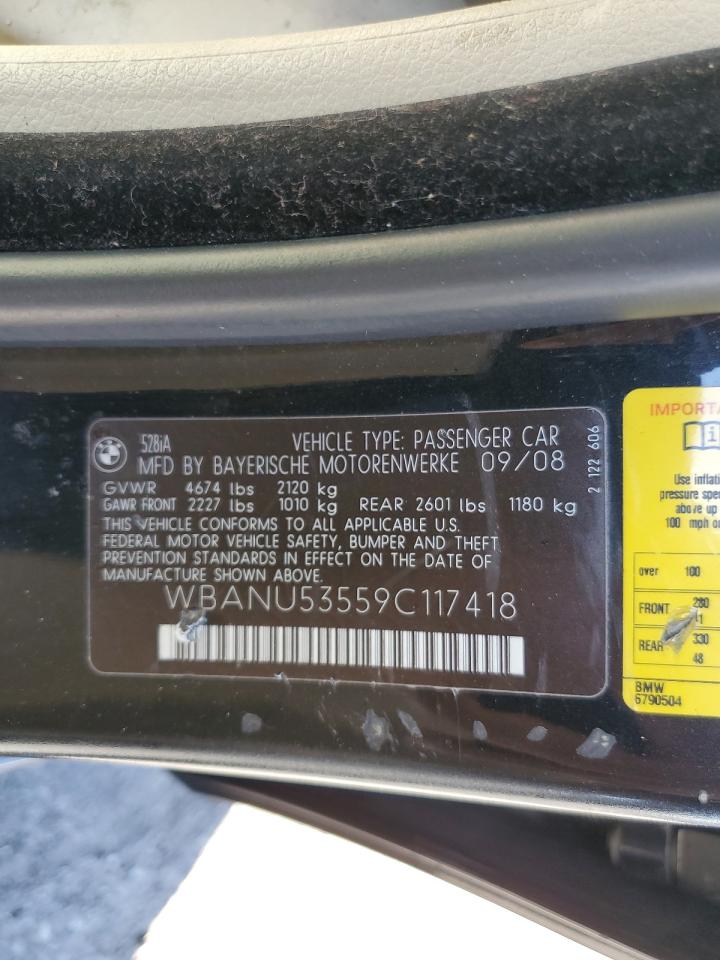 528iA VEHICLE TYPE: PASSENGER CAR
MFD BY BAYERISCHE MOTORENWERKE 09/08
GVWR 4674 lbs 2120 kg
GAWR FRONT 2227 lbs 1010 kg REAR 2601 lbs 1180 kg
THIS VEHICLE CONFORMS TO ALL APPLICABLE U.S.
FEDERAL MOTOR VEHICLE SAFETY, BUMPER AND THEFT
PREVENTION STANDARDS IN EFFECT ON THE DATE OF
MANUFACTURE SHOWN ABOVE.
WBANU53559C117418
2 122 606
IMPORTA
Use inflati
pressure spe
above up
100 mph o
over 100
FRONT 280
41
REAR 330
48
BMW
6790504